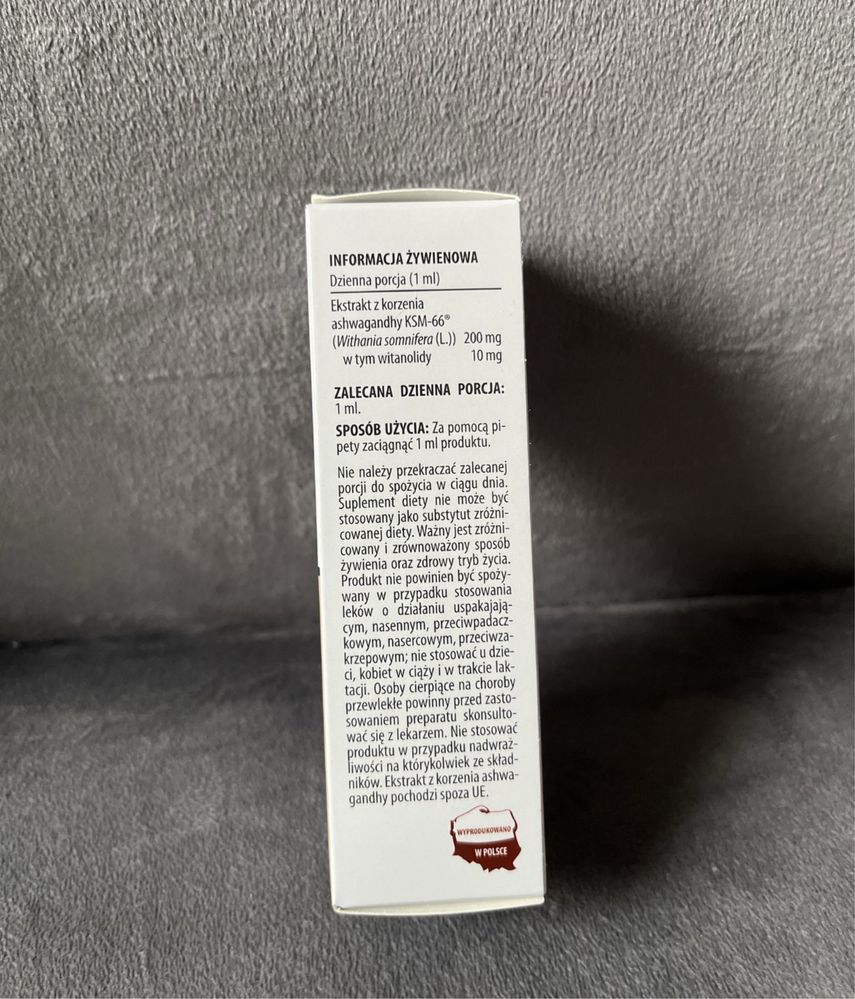 INFORMACJA ŻYWIENOWA
Dzienna porcja (1 ml)
Ekstrakt z korzenia
ashwagandhy KSM-66®
(Withania somnifera (L.)) 200 mg
w tym witanolidy 10 mg
ZALECANA DZIENNA PORCJA:
1 ml.
SPOSÓB UŻYCIA: Za pomocą pi-
pety zaciągnąć 1 ml produktu.
Nie należy przekraczać zalecanej
porcji do spożycia w ciągu dnia.
Suplement diety nie może być
stosowany jako substytut zróżni-
cowanej diety. Ważny jest zróżni-
cowany i zrównoważony sposób
żywienia oraz zdrowy tryb życia.
Produkt nie powinien być spoży-
wany w przypadku stosowania
leków o działaniu uspakajają-
cym, nasennym, przeciwpadacz-
kowym, nasercowym, przeciwza-
krzepowym; nie stosować u dzie-
ci, kobiet w ciąży i w trakcie lak-
tacji. Osoby cierpiące na choroby
przewlekłe powinny przed zasto-
sowaniem preparatu skonsulto-
wać się z lekarzem. Nie stosować
produktu w przypadku nadwraż-
liwości na którykolwiek ze skład-
ników. Ekstrakt z korzenia ashwa-
gandhy pochodzi spoza UE.
WYPRODUKOWANO
W POLSCE